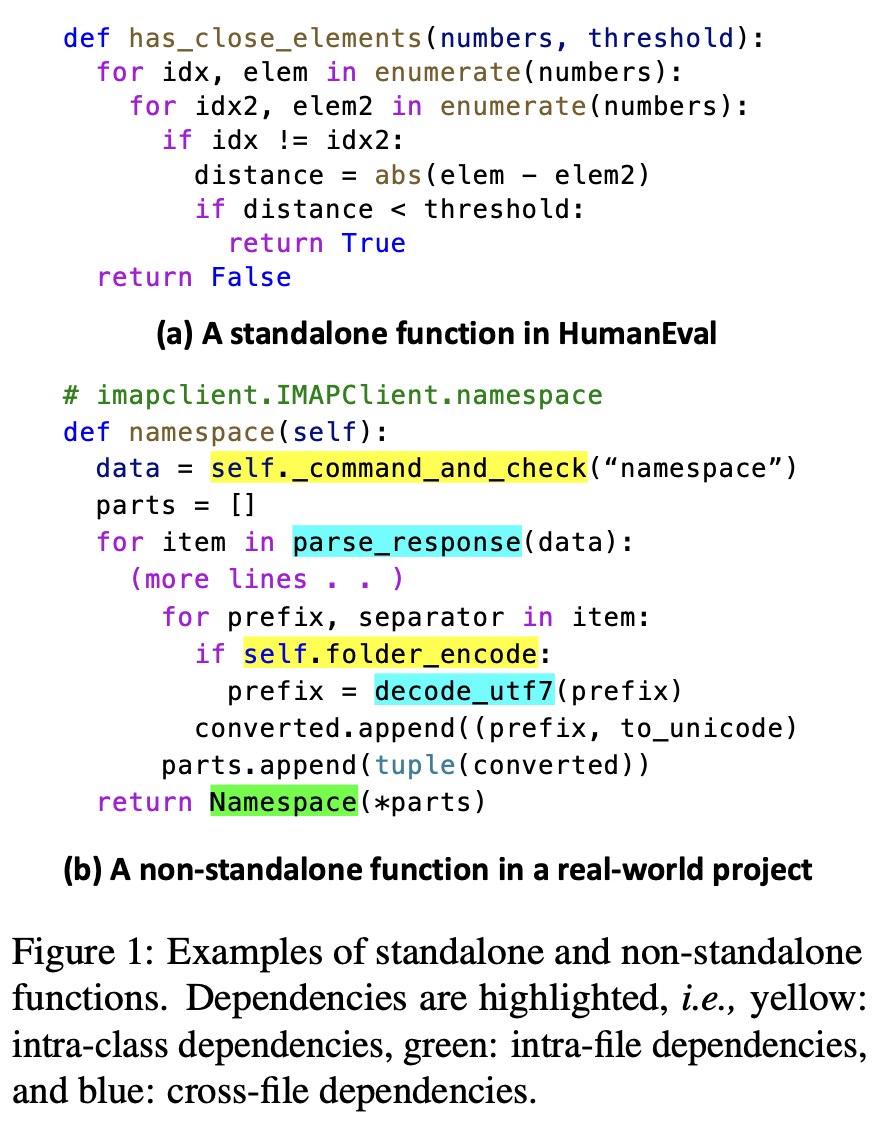 def has_close_elements(numbers, threshold):
  for idx, elem in enumerate(numbers):
    for idx2, elem2 in enumerate(numbers):
      if idx != idx2:
        distance = abs(elem − elem2)
        if distance < threshold:
          return True
  return False
(a) A standalone function in HumanEval
# imapclient.IMAPClient.namespace
def namespace(self):
  data = self._command_and_check(“namespace”)
  parts = []
  for item in parse_response(data):
    (more lines . . )
      for prefix, separator in item:
        if self.folder_encode:
          prefix = decode_utf7(prefix)
        converted.append((prefix, to_unicode)
      parts.append(tuple(converted))
  return Namespace(*parts)
(b) A non-standalone function in a real-world project
Figure 1: Examples of standalone and non-standalone
functions. Dependencies are highlighted, i.e., yellow:
intra-class dependencies, green: intra-file dependencies,
and blue: cross-file dependencies.